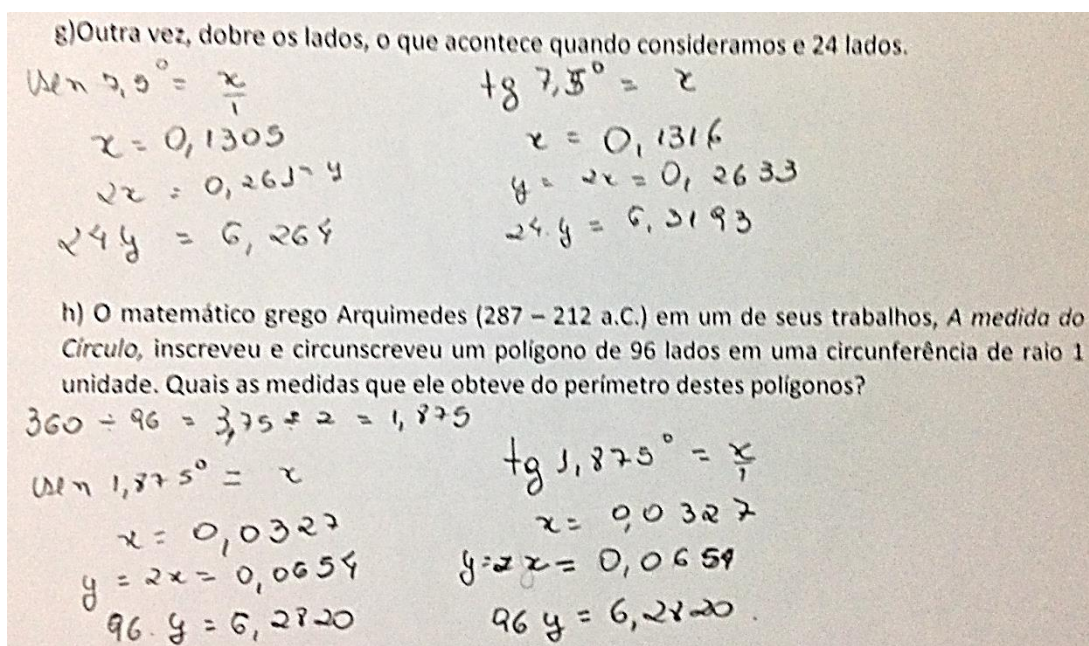 g)Outra vez, dobre os lados, o que acontece quando consideramos e 24 lados.
sen 7,5° = x/1
x = 0,1305
2x = 0,261 = y
24y = 6,264
tg 7,5° = x
x = 0,1316
y = 2x = 0,2633
24.y = 6,3193
h) O matemático grego Arquimedes (287 – 212 a.C.) em um de seus trabalhos, A medida do
Círculo, inscreveu e circunscreveu um polígono de 96 lados em uma circunferência de raio 1
unidade. Quais as medidas que ele obteve do perímetro destes polígonos?
360 ÷ 96 = 3,75 ÷ 2 = 1,875
sen 1,875° = x
x = 0,0327
y = 2x = 0,0654
96.y = 6,2820
tg 1,875° = x/1
x = 0,0327
y=2x = 0,0654
96 y = 6,2820.